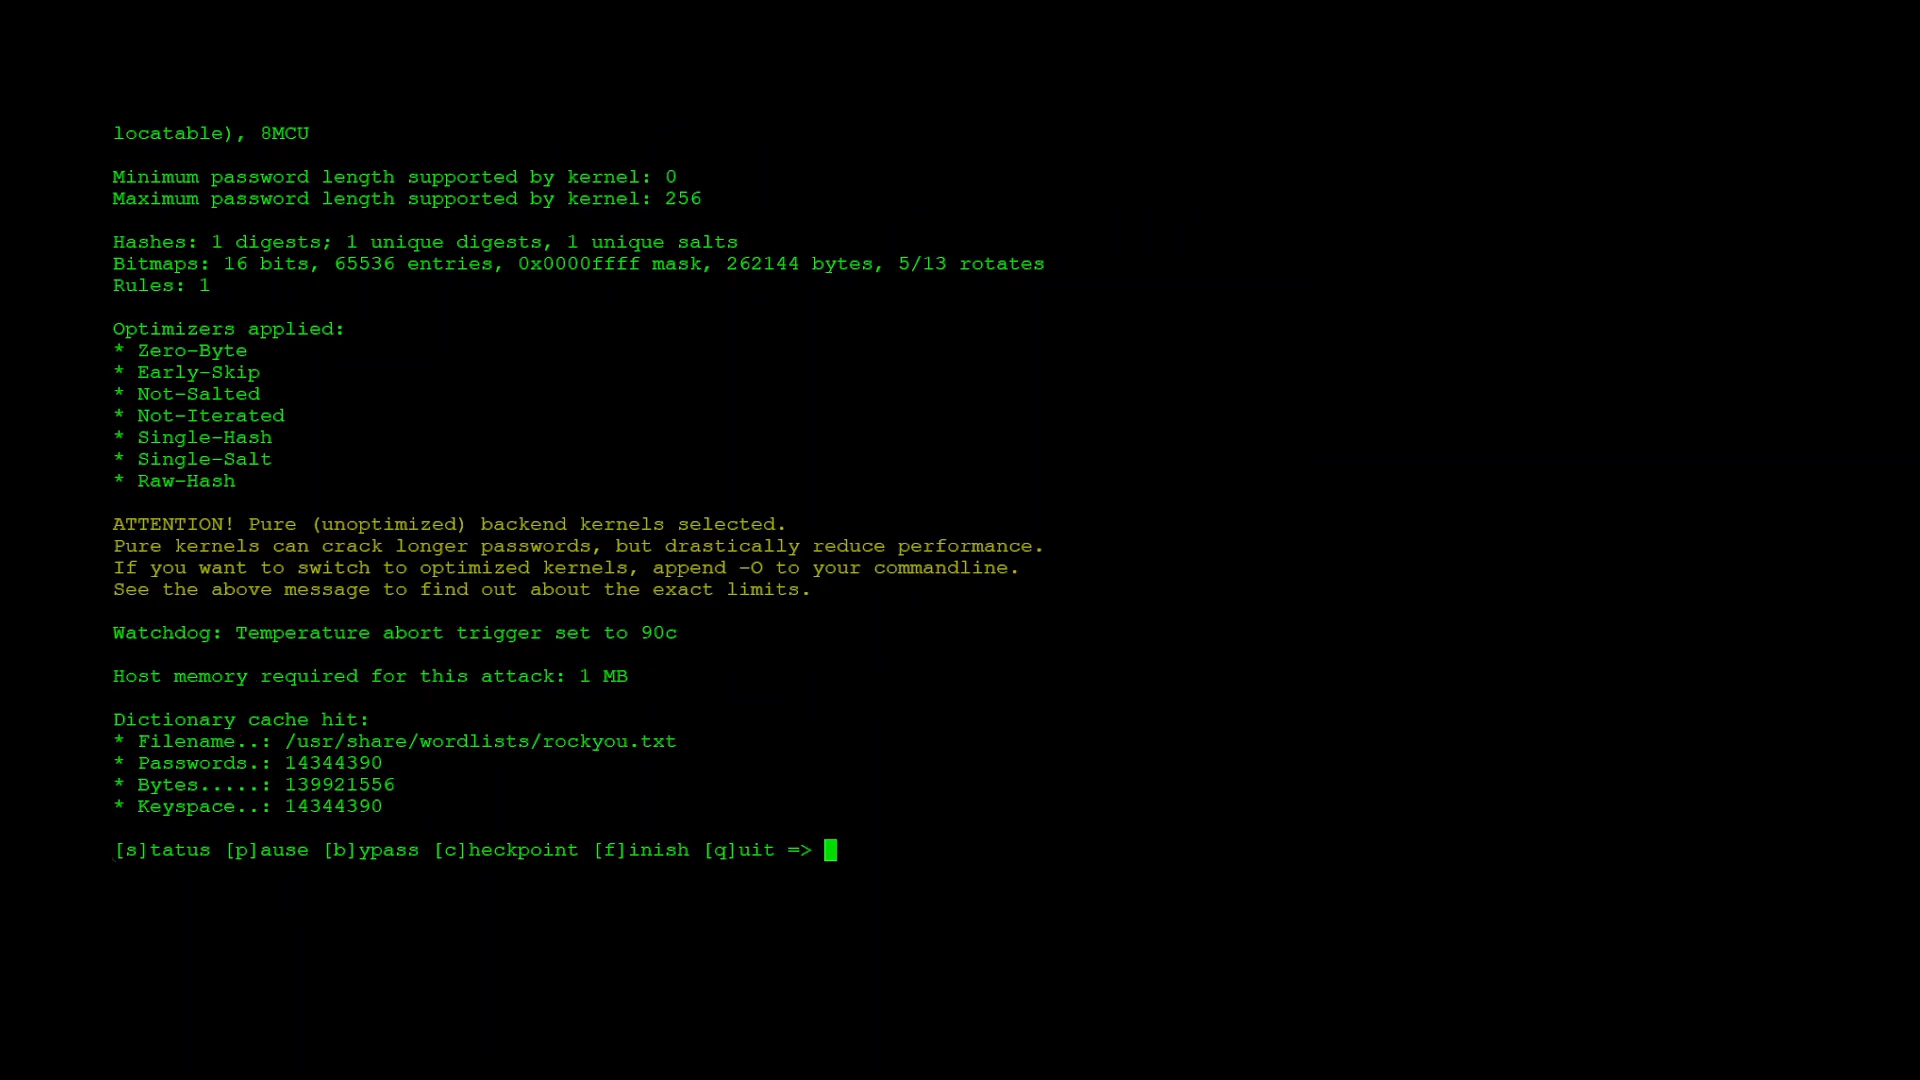 locatable), 8MCU
Minimum password length supported by kernel: 0
Maximum password length supported by kernel: 256
Hashes: 1 digests; 1 unique digests, 1 unique salts
Bitmaps: 16 bits, 65536 entries, 0x0000ffff mask, 262144 bytes, 5/13 rotates
Rules: 1
Optimizers applied:
* Zero-Byte
* Early-Skip
* Not-Salted
* Not-Iterated
* Single-Hash
* Single-Salt
* Raw-Hash
ATTENTION! Pure (unoptimized) backend kernels selected.
Pure kernels can crack longer passwords, but drastically reduce performance.
If you want to switch to optimized kernels, append -O to your commandline.
See the above message to find out about the exact limits.
Watchdog: Temperature abort trigger set to 90c
Host memory required for this attack: 1 MB
Dictionary cache hit:
* Filename..: /usr/share/wordlists/rockyou.txt
* Passwords.: 14344390
* Bytes.....: 139921556
* Keyspace..: 14344390
[s]tatus [p]ause [b]ypass [c]heckpoint [f]inish [q]uit =>